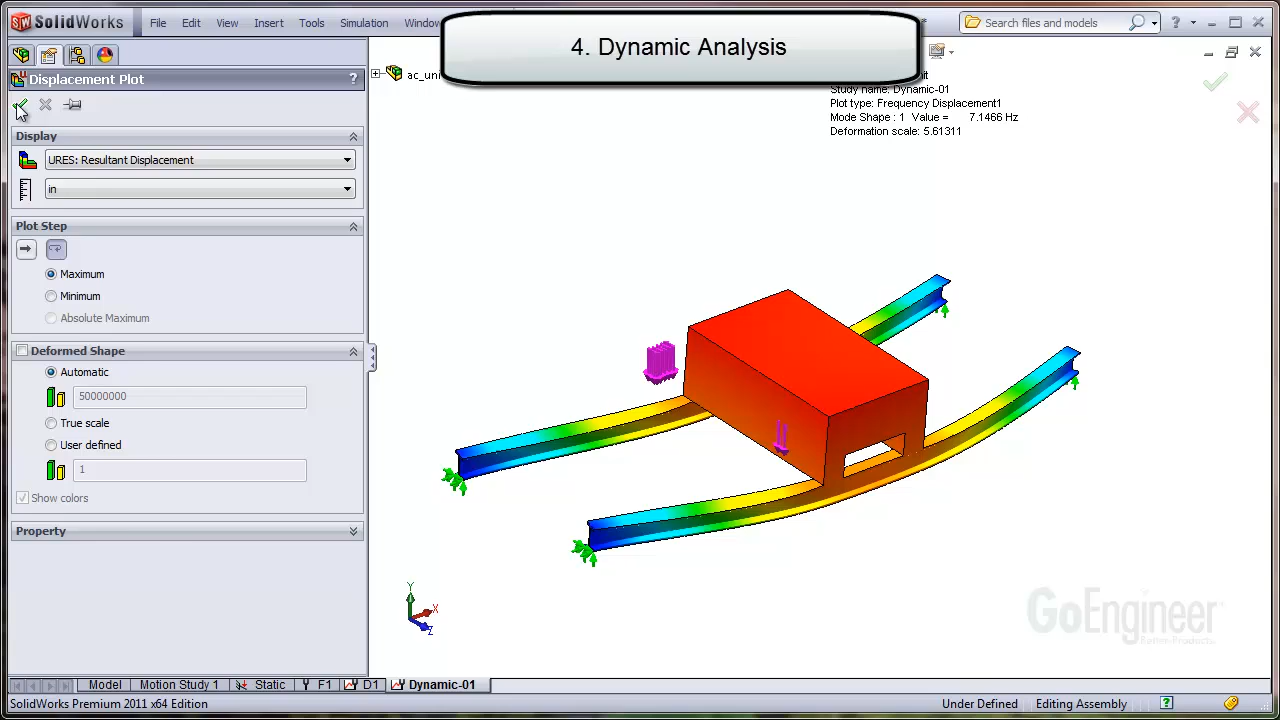 SolidWorks
File Edit View Insert Tools Simulation Window
Search files and models
4. Dynamic Analysis
Displacement Plot ?
ac_uni
Study name: Dynamic-01
Plot type: Frequency Displacement1
Mode Shape : 1 Value = 7.1466 Hz
Deformation scale: 5.61311
Display
URES: Resultant Displacement
in
Plot Step
Maximum
Minimum
Absolute Maximum
Deformed Shape
Automatic
50000000
True scale
User defined
1
Show colors
Property
Y
X
Z
GoEngineer
Model Motion Study 1 Static F1 D1 Dynamic-01
SolidWorks Premium 2011 x64 Edition
Under Defined Editing Assembly ?